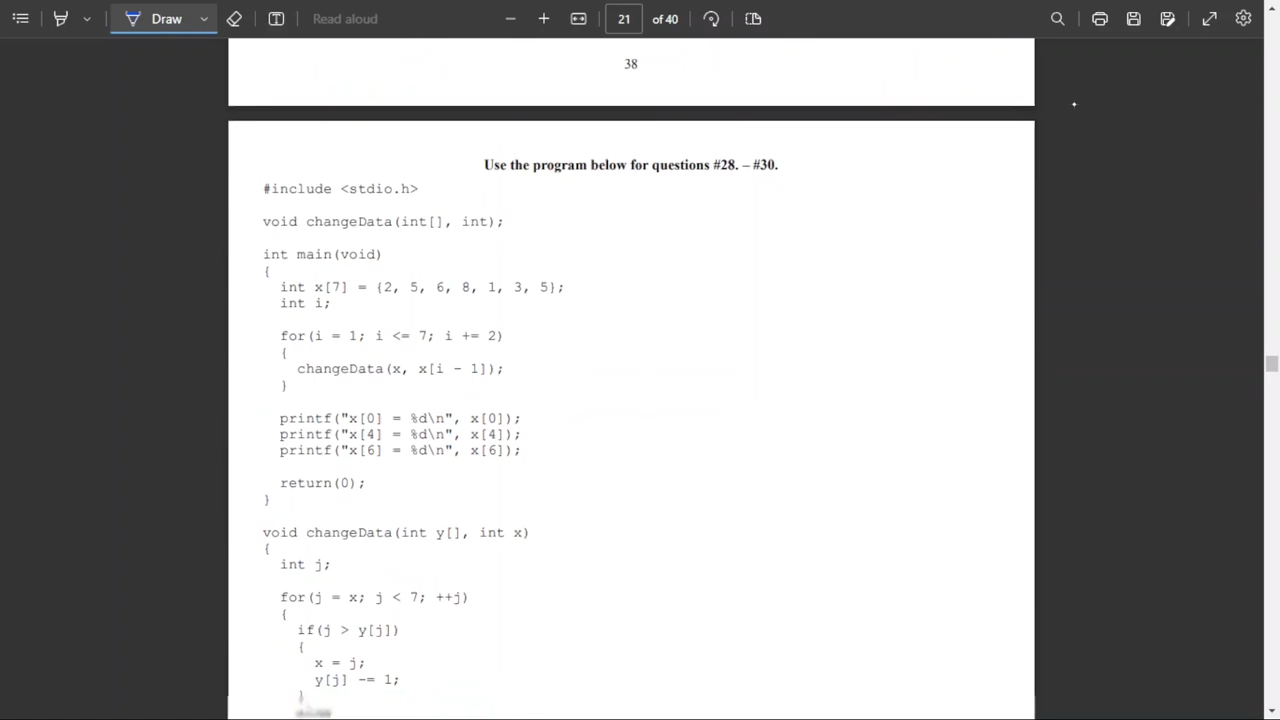 Draw
Read aloud
21 of 40
38
Use the program below for questions #28. – #30.
#include <stdio.h>
void changeData(int[], int);
int main(void)
{
int x[7] = {2, 5, 6, 8, 1, 3, 5};
int i;
for(i = 1; i <= 7; i += 2)
{
changeData(x, x[i - 1]);
}
printf("x[0] = %d\n", x[0]);
printf("x[4] = %d\n", x[4]);
printf("x[6] = %d\n", x[6]);
return(0);
}
void changeData(int y[], int x)
{
int j;
for(j = x; j < 7; ++j)
{
if(j > y[j])
{
x = j;
y[j] -= 1;
}